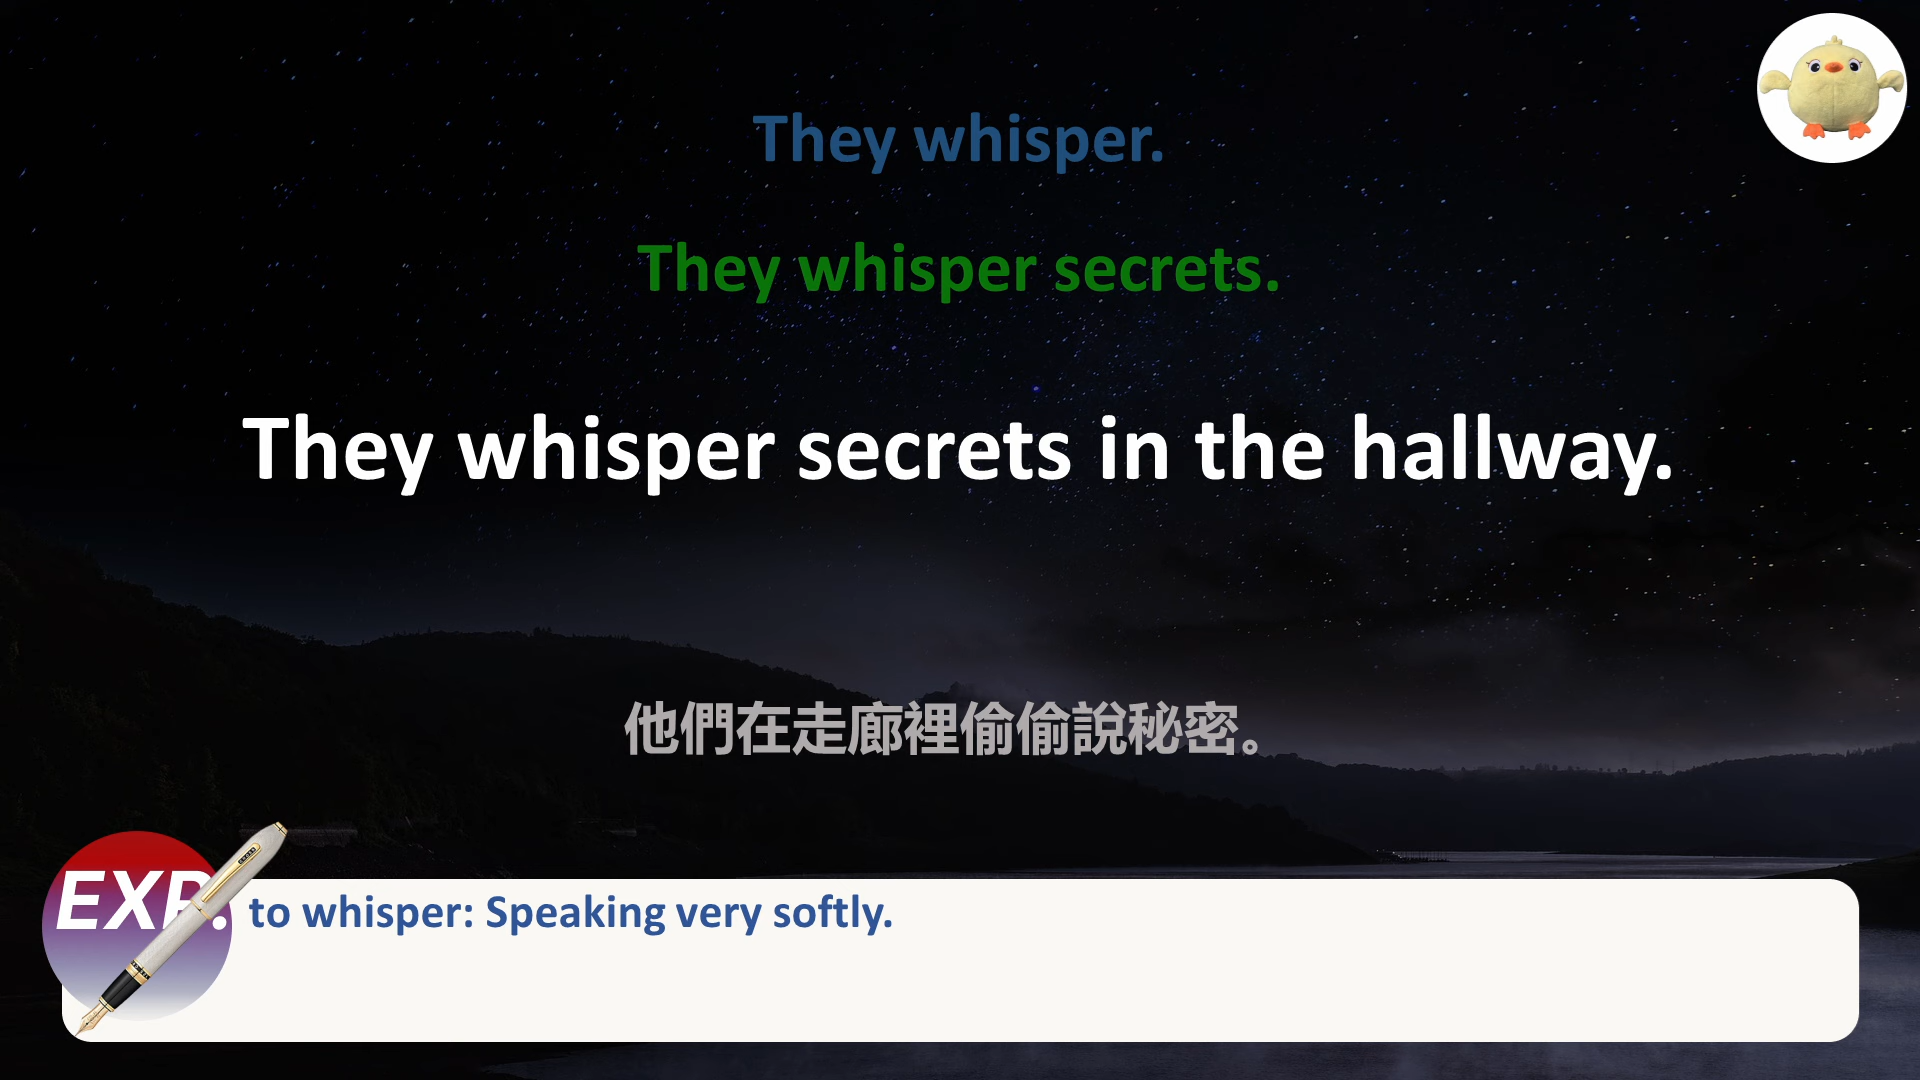 They whisper.
They whisper secrets.
They whisper secrets in the hallway.
他們在走廊裡偷偷說秘密。
EXP.
to whisper: Speaking very softly.